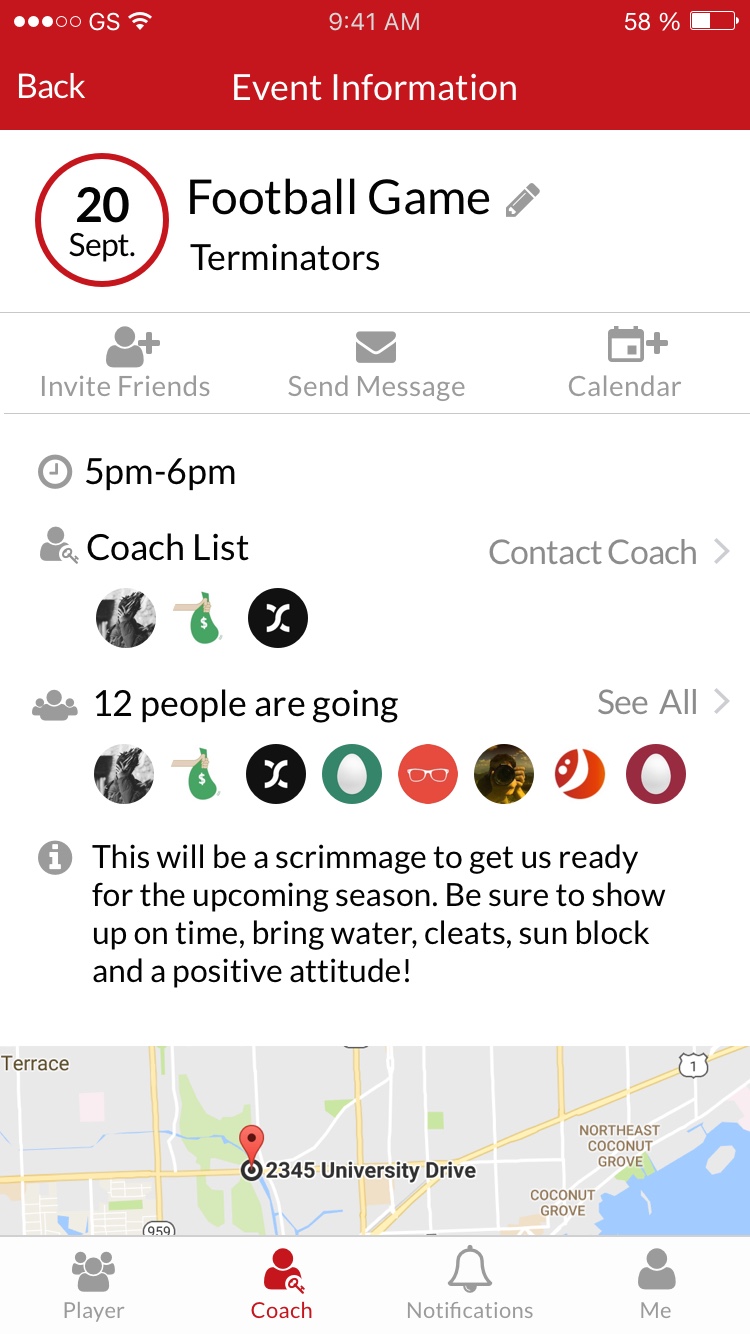 GS 9:41 AM 58 %
Back Event Information
20
Sept.
Football Game
Terminators
Invite Friends Send Message Calendar
5pm-6pm
Coach List Contact Coach
$
12 people are going See All
$
This will be a scrimmage to get us ready
for the upcoming season. Be sure to show
up on time, bring water, cleats, sun block
and a positive attitude!
Terrace
1
NORTHEAST
COCONUT
GROVE
2345 University Drive
COCONUT
GROVE
959
Player Coach Notifications Me